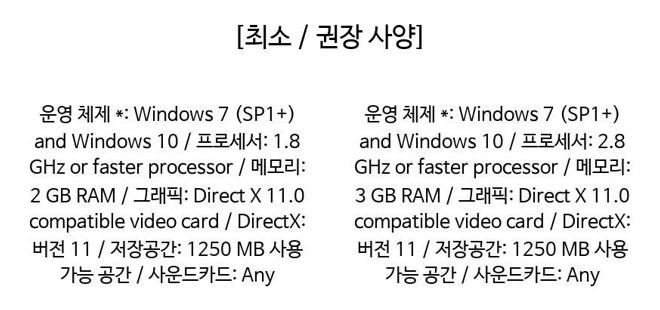 [최소 / 권장 사양]
운영 체제 *: Windows 7 (SP1+)
and Windows 10 / 프로세서: 1.8
GHz or faster processor / 메모리:
2 GB RAM / 그래픽: Direct X 11.0
compatible video card / DirectX:
버전 11 / 저장공간: 1250 MB 사용
가능 공간 / 사운드카드: Any
운영 체제 *: Windows 7 (SP1+)
and Windows 10 / 프로세서: 2.8
GHz or faster processor / 메모리:
3 GB RAM / 그래픽: Direct X 11.0
compatible video card / DirectX:
버전 11 / 저장공간: 1250 MB 사용
가능 공간 / 사운드카드: Any